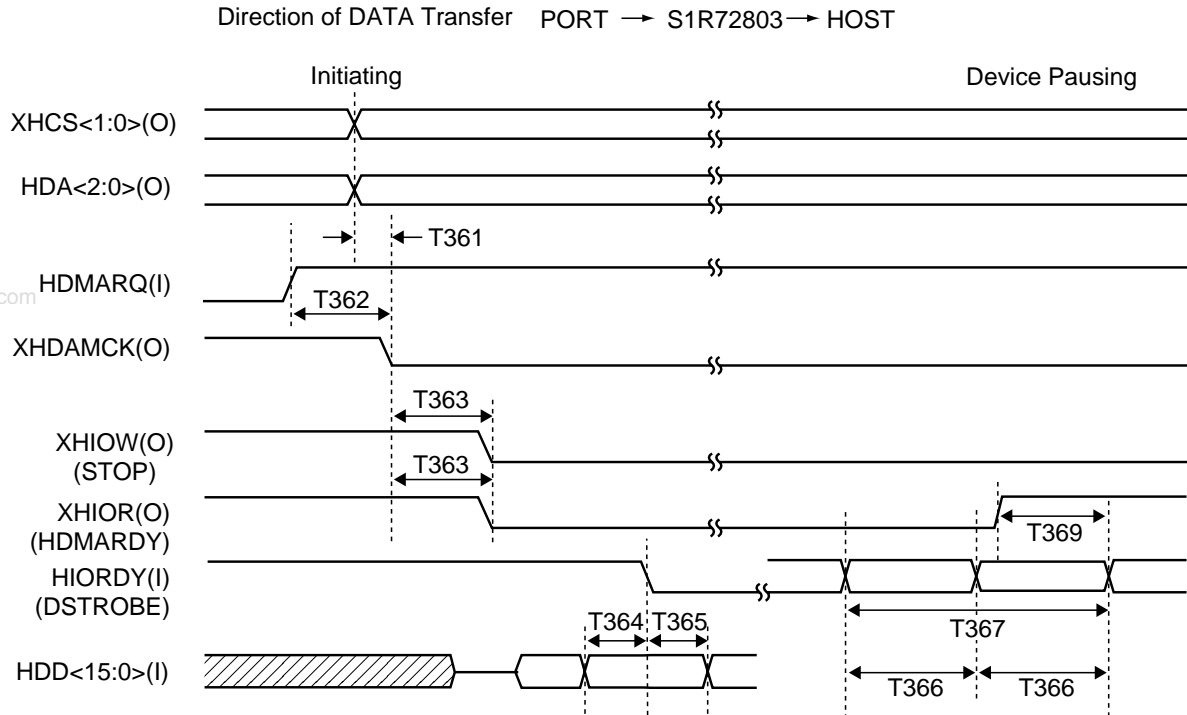 Direction of DATA Transfer PORT → S1R72803 → HOST
Initiating
Device Pausing
XHCS<1:0>(O)
HDA<2:0>(O)
T361
com
HDMARQ(I)
T362
XHDAMCK(O)
T363
XHIOW(O)
(STOP)
T363
XHIOR(O)
(HDMARDY)
T369
HIORDY(I)
(DSTROBE)
T364
T365
T367
HDD<15:0>(I)
T366
T366